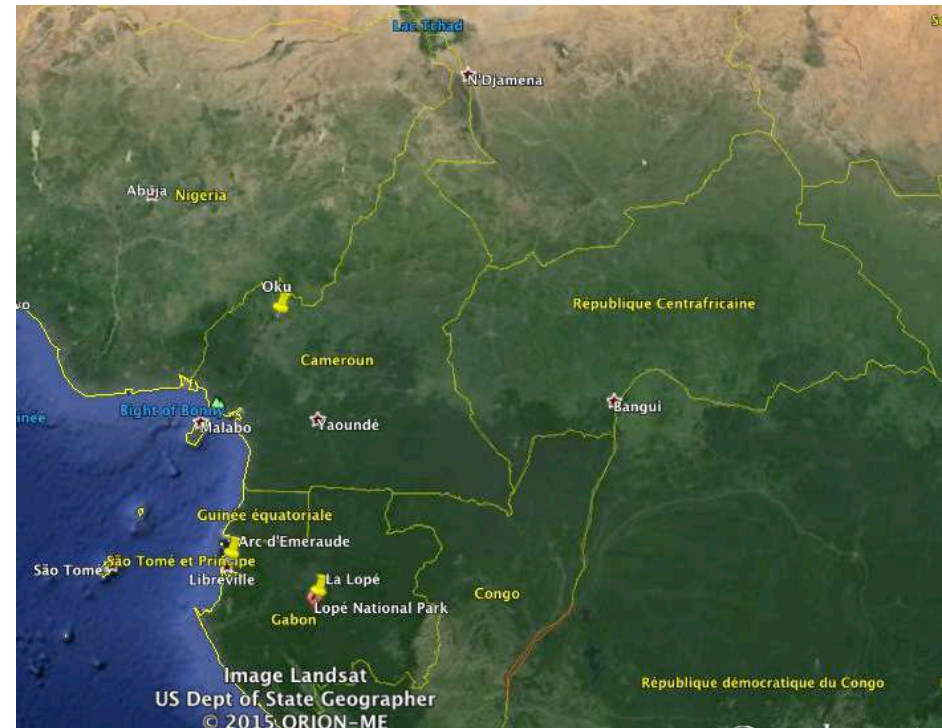 Lac Tchad
N'Djamena
Abuja
Nigeria
Oku
République Centrafricaine
Cameroun
Bight of Bonny
inée
Malabo
Yaoundé
Bangui
Guinée équatoriale
Arc d'Emeraude
São Tomé et Príncipe
São Tomé
Libreville
La Lopé
Lopé National Park
Congo
Gabon
République démocratique du Congo
Image Landsat
US Dept of State Geographer
© 2015 ORION-ME